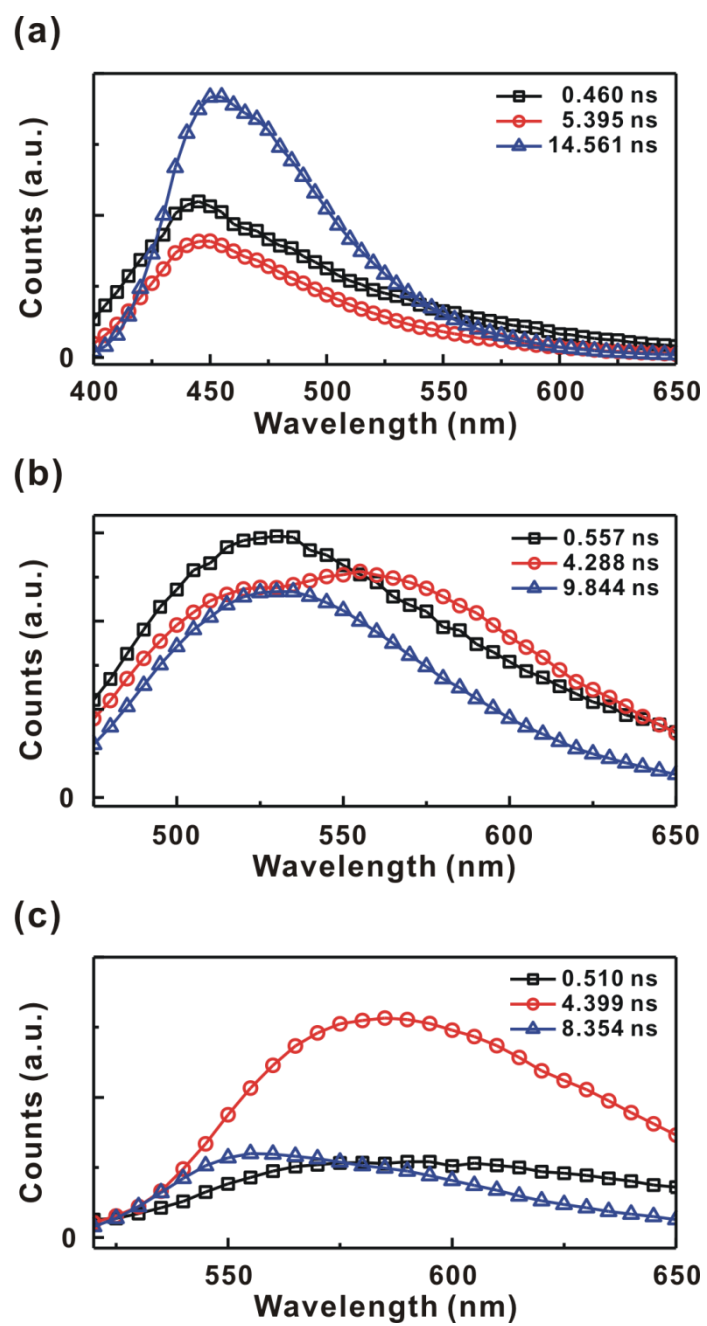 (a)
0.460 ns
5.395 ns
14.561 ns
Counts (a.u.)
0
400 450 500 550 600 650
Wavelength (nm)
(b)
0.557 ns
4.288 ns
9.844 ns
Counts (a.u.)
0
500 550 600 650
Wavelength (nm)
(c)
0.510 ns
4.399 ns
8.354 ns
Counts (a.u.)
0
550 600 650
Wavelength (nm)